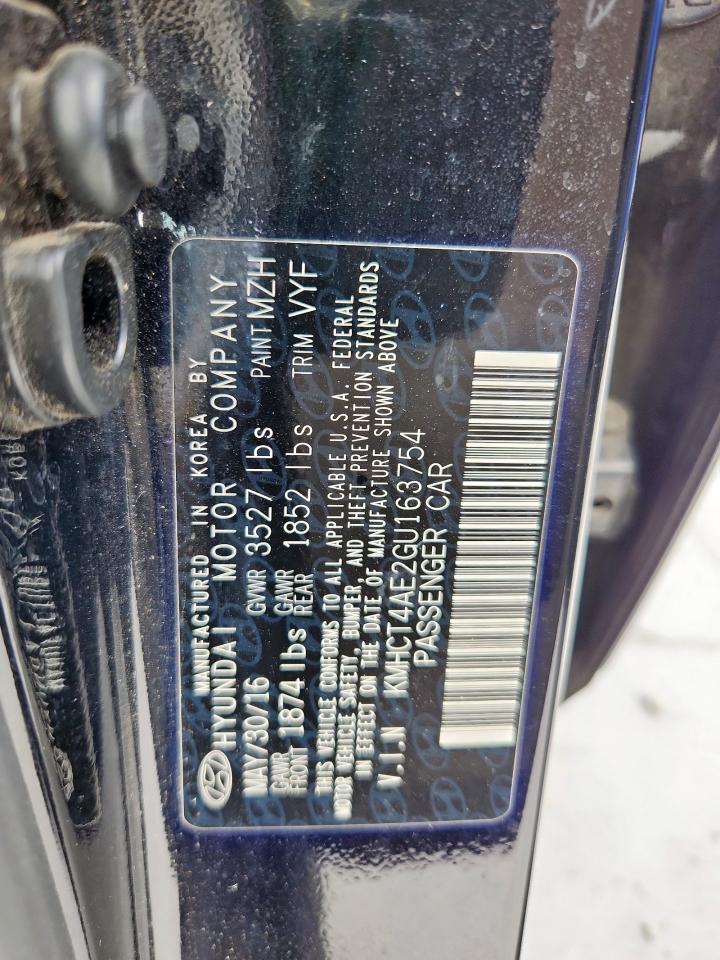 MANUFACTURED IN KOREA BY
HYUNDAI MOTOR COMPANY
MAY/30/16 GVWR 3527 lbs PAINT MZH
GAWR FRONT 1874 lbs GAWR REAR 1852 lbs TRIM VYF
THIS VEHICLE CONFORMS TO ALL APPLICABLE U.S.A. FEDERAL
MOTOR VEHICLE SAFETY, BUMPER, AND THEFT PREVENTION STANDARDS
IN EFFECT ON THE DATE OF MANUFACTURE SHOWN ABOVE
V.I.N KMHCT4AE2GU163754
PASSENGER CAR